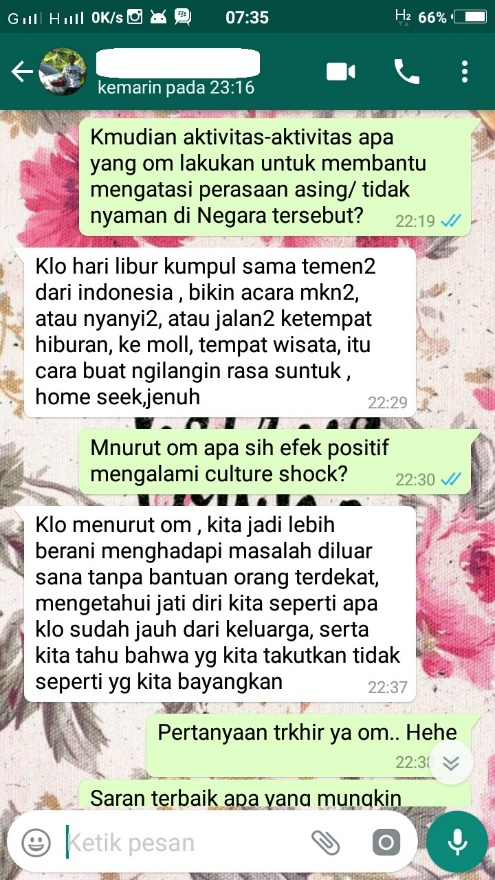 G H 0K/s 07:35 H2 66%
kemarin pada 23:16
Kmudian aktivitas-aktivitas apa
yang om lakukan untuk membantu
mengatasi perasaan asing/ tidak
nyaman di Negara tersebut? 22:19
Klo hari libur kumpul sama temen2
dari indonesia , bikin acara mkn2,
atau nyanyi2, atau jalan2 ketempat
hiburan, ke moll, tempat wisata, itu
cara buat ngilangin rasa suntuk ,
home seek,jenuh 22:29
Mnurut om apa sih efek positif
mengalami culture shock? 22:30
Klo menurut om , kita jadi lebih
berani menghadapi masalah diluar
sana tanpa bantuan orang terdekat,
mengetahui jati diri kita seperti apa
klo sudah jauh dari keluarga, serta
kita tahu bahwa yg kita takutkan tidak
seperti yg kita bayangkan 22:37
Pertanyaan trkhir ya om.. Hehe
Saran terbaik apa yang mungkin
Ketik pesan